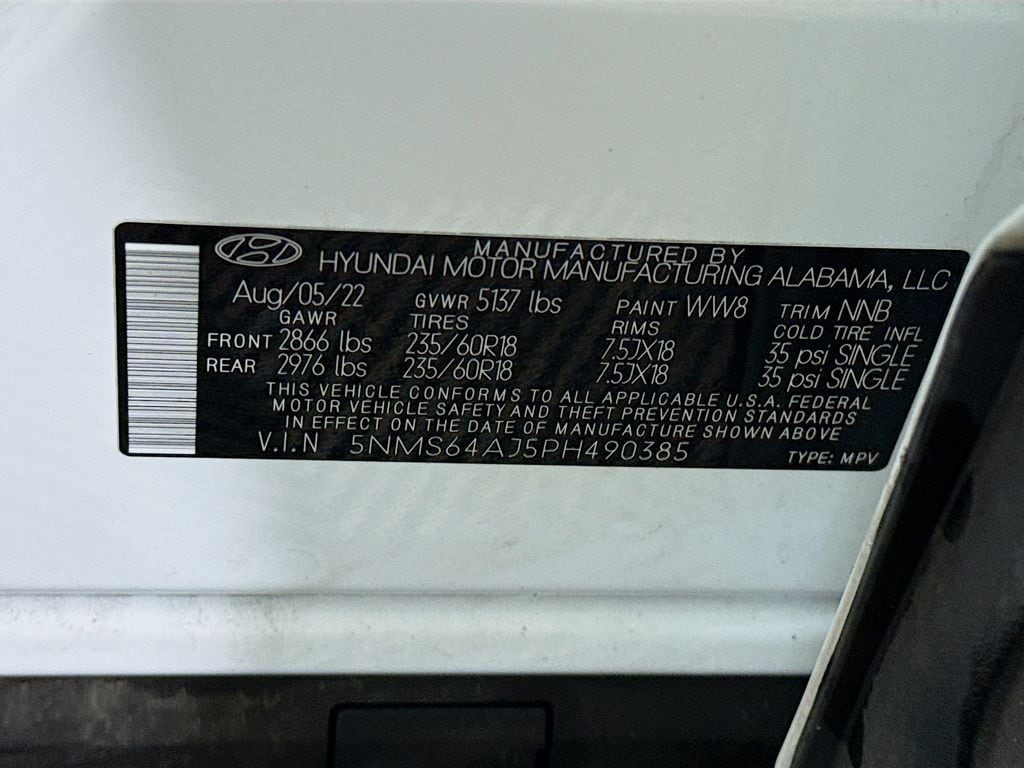 MANUFACTURED BY
HYUNDAI MOTOR MANUFACTURING ALABAMA, LLC
Aug/05/22 GVWR 5137 lbs PAINT WW8 TRIM NNB
GAWR TIRES RIMS COLD TIRE INFL
FRONT 2866 lbs 235/60R18 7.5JX18 35 psi SINGLE
REAR 2976 lbs 235/60R18 7.5JX18 35 psi SINGLE
THIS VEHICLE CONFORMS TO ALL APPLICABLE U.S.A. FEDERAL
MOTOR VEHICLE SAFETY AND THEFT PREVENTION STANDARDS
IN EFFECT ON THE DATE OF MANUFACTURE SHOWN ABOVE
V.I.N 5NMS64AJ5PH490385 TYPE: MPV